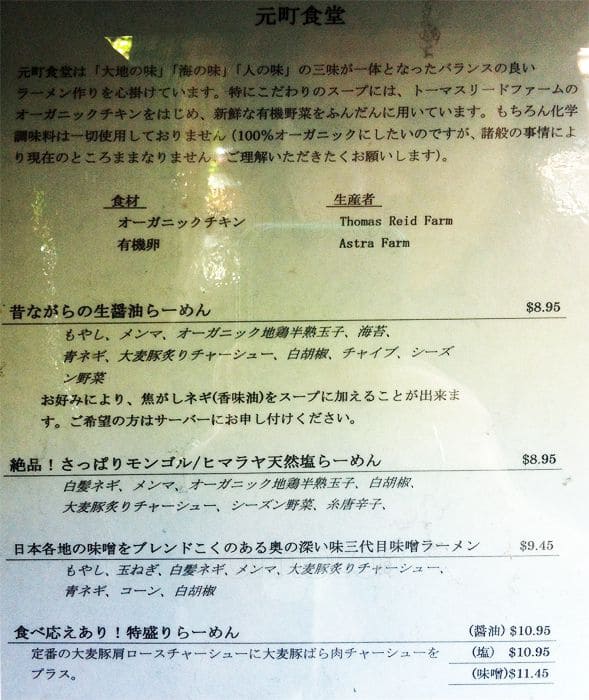 元町食堂
元町食堂は「大地の味」「海の味」「人の味」の三味が一体となったバランスの良い
ラーメン作りを心掛けています。特にこだわりのスープには、トーマスリードファームの
オーガニックチキンをはじめ、新鮮な有機野菜をふんだんに用いています。もちろん化学
調味料は一切使用しておりません（100%オーガニックにしたいのですが、諸般の事情によ
り現在のところままなりません、ご理解いただきたくお願いします）。
食材 生産者
オーガニックチキン Thomas Reid Farm
有機卵 Astra Farm
昔ながらの生醤油らーめん $8.95
もやし、メンマ、オーガニック地鶏半熟玉子、海苔、
青ネギ、大麦豚炙りチャーシュー、白胡椒、チャイブ、シーズ
ン野菜
お好みにより、焦がしネギ(香味油)をスープに加えることが出来ま
す。ご希望の方はサーバーにお申し付けください。
絶品！さっぱりモンゴル/ヒマラヤ天然塩らーめん $8.95
白髪ネギ、メンマ、オーガニック地鶏半熟玉子、白胡椒、
大麦豚炙りチャーシュー、シーズン野菜、糸唐辛子、
日本各地の味噌をブレンドこくのある奥の深い味三代目味噌ラーメン $9.45
もやし、玉ねぎ、白髪ネギ、メンマ、大麦豚炙りチャーシュー、
青ネギ、コーン、白胡椒
食べ応えあり！特盛りらーめん (醤油) $10.95
定番の大麦豚肩ロースチャーシューに大麦豚ばら肉チャーシューを (塩) $10.95
プラス。 (味噌) $11.45